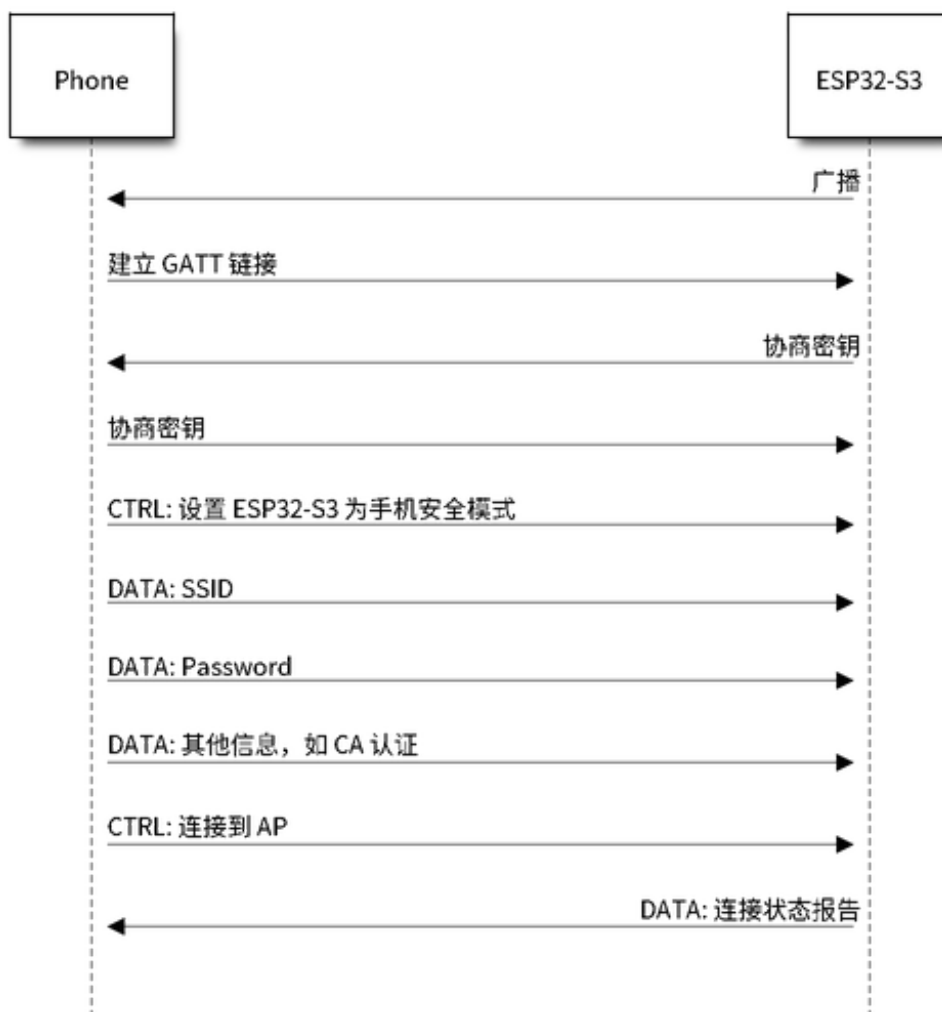 Phone
ESP32-S3
广播
建立 GATT 链接
协商密钥
协商密钥
CTRL: 设置 ESP32-S3 为手机安全模式
DATA: SSID
DATA: Password
DATA: 其他信息，如 CA 认证
CTRL: 连接到 AP
DATA: 连接状态报告